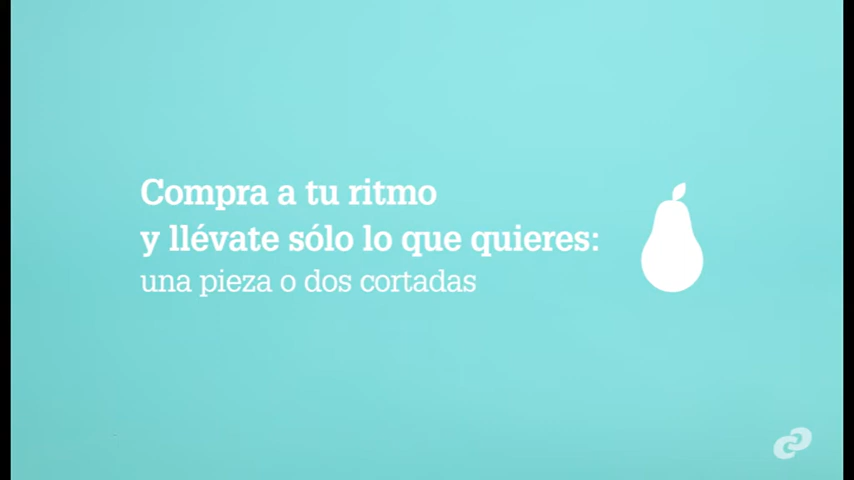 Compra a tu ritmo
y llévate sólo lo que quieres:
una pieza o dos cortadas